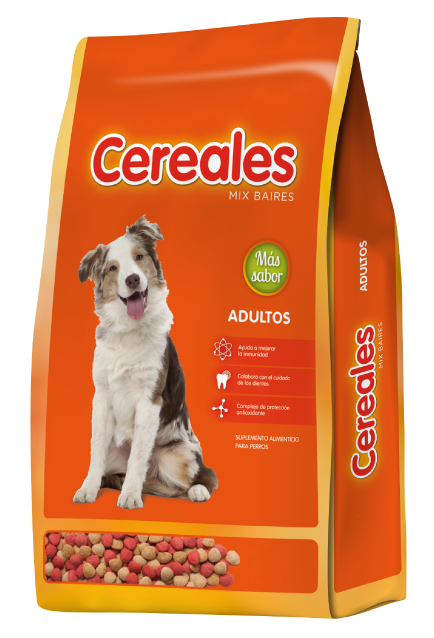 Cereales
MIX BAIRES
Más
sabor
ADULTOS
Ayuda a mejorar
la inmunidad
Colabora con el cuidado
de los dientes
Complejo de protección
antioxidante
SUPLEMENTO ALIMENTICIO
PARA PERROS
ADULTOS
Cereales
MIX BAIRES